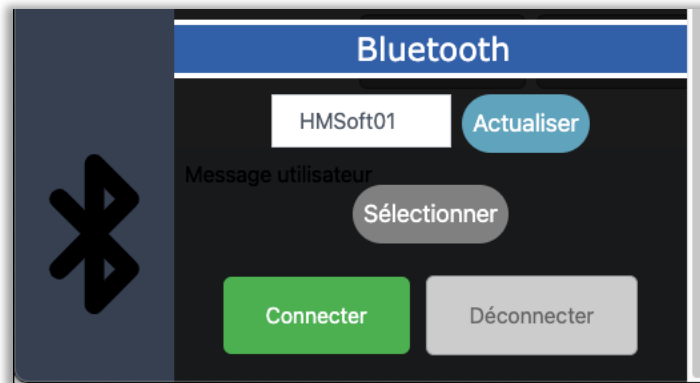 Bluetooth
HMSoft01 Actualiser
Message utilisateur
Sélectionner
Connecter Déconnecter